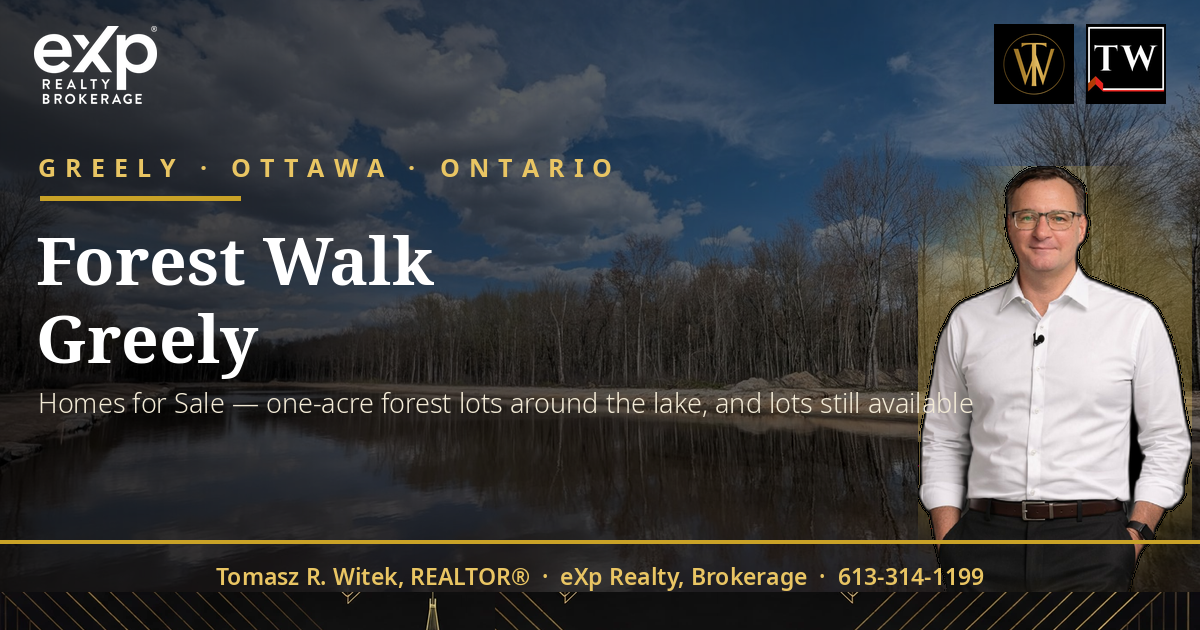 eXp®
REALTY
BROKERAGE
TW
TW
GREELY · OTTAWA · ONTARIO
Forest Walk
Greely
Homes for Sale — one-acre forest lots around the lake, and lots still available
Tomasz R. Witek, REALTOR® · eXp Realty, Brokerage · 613-314-1199